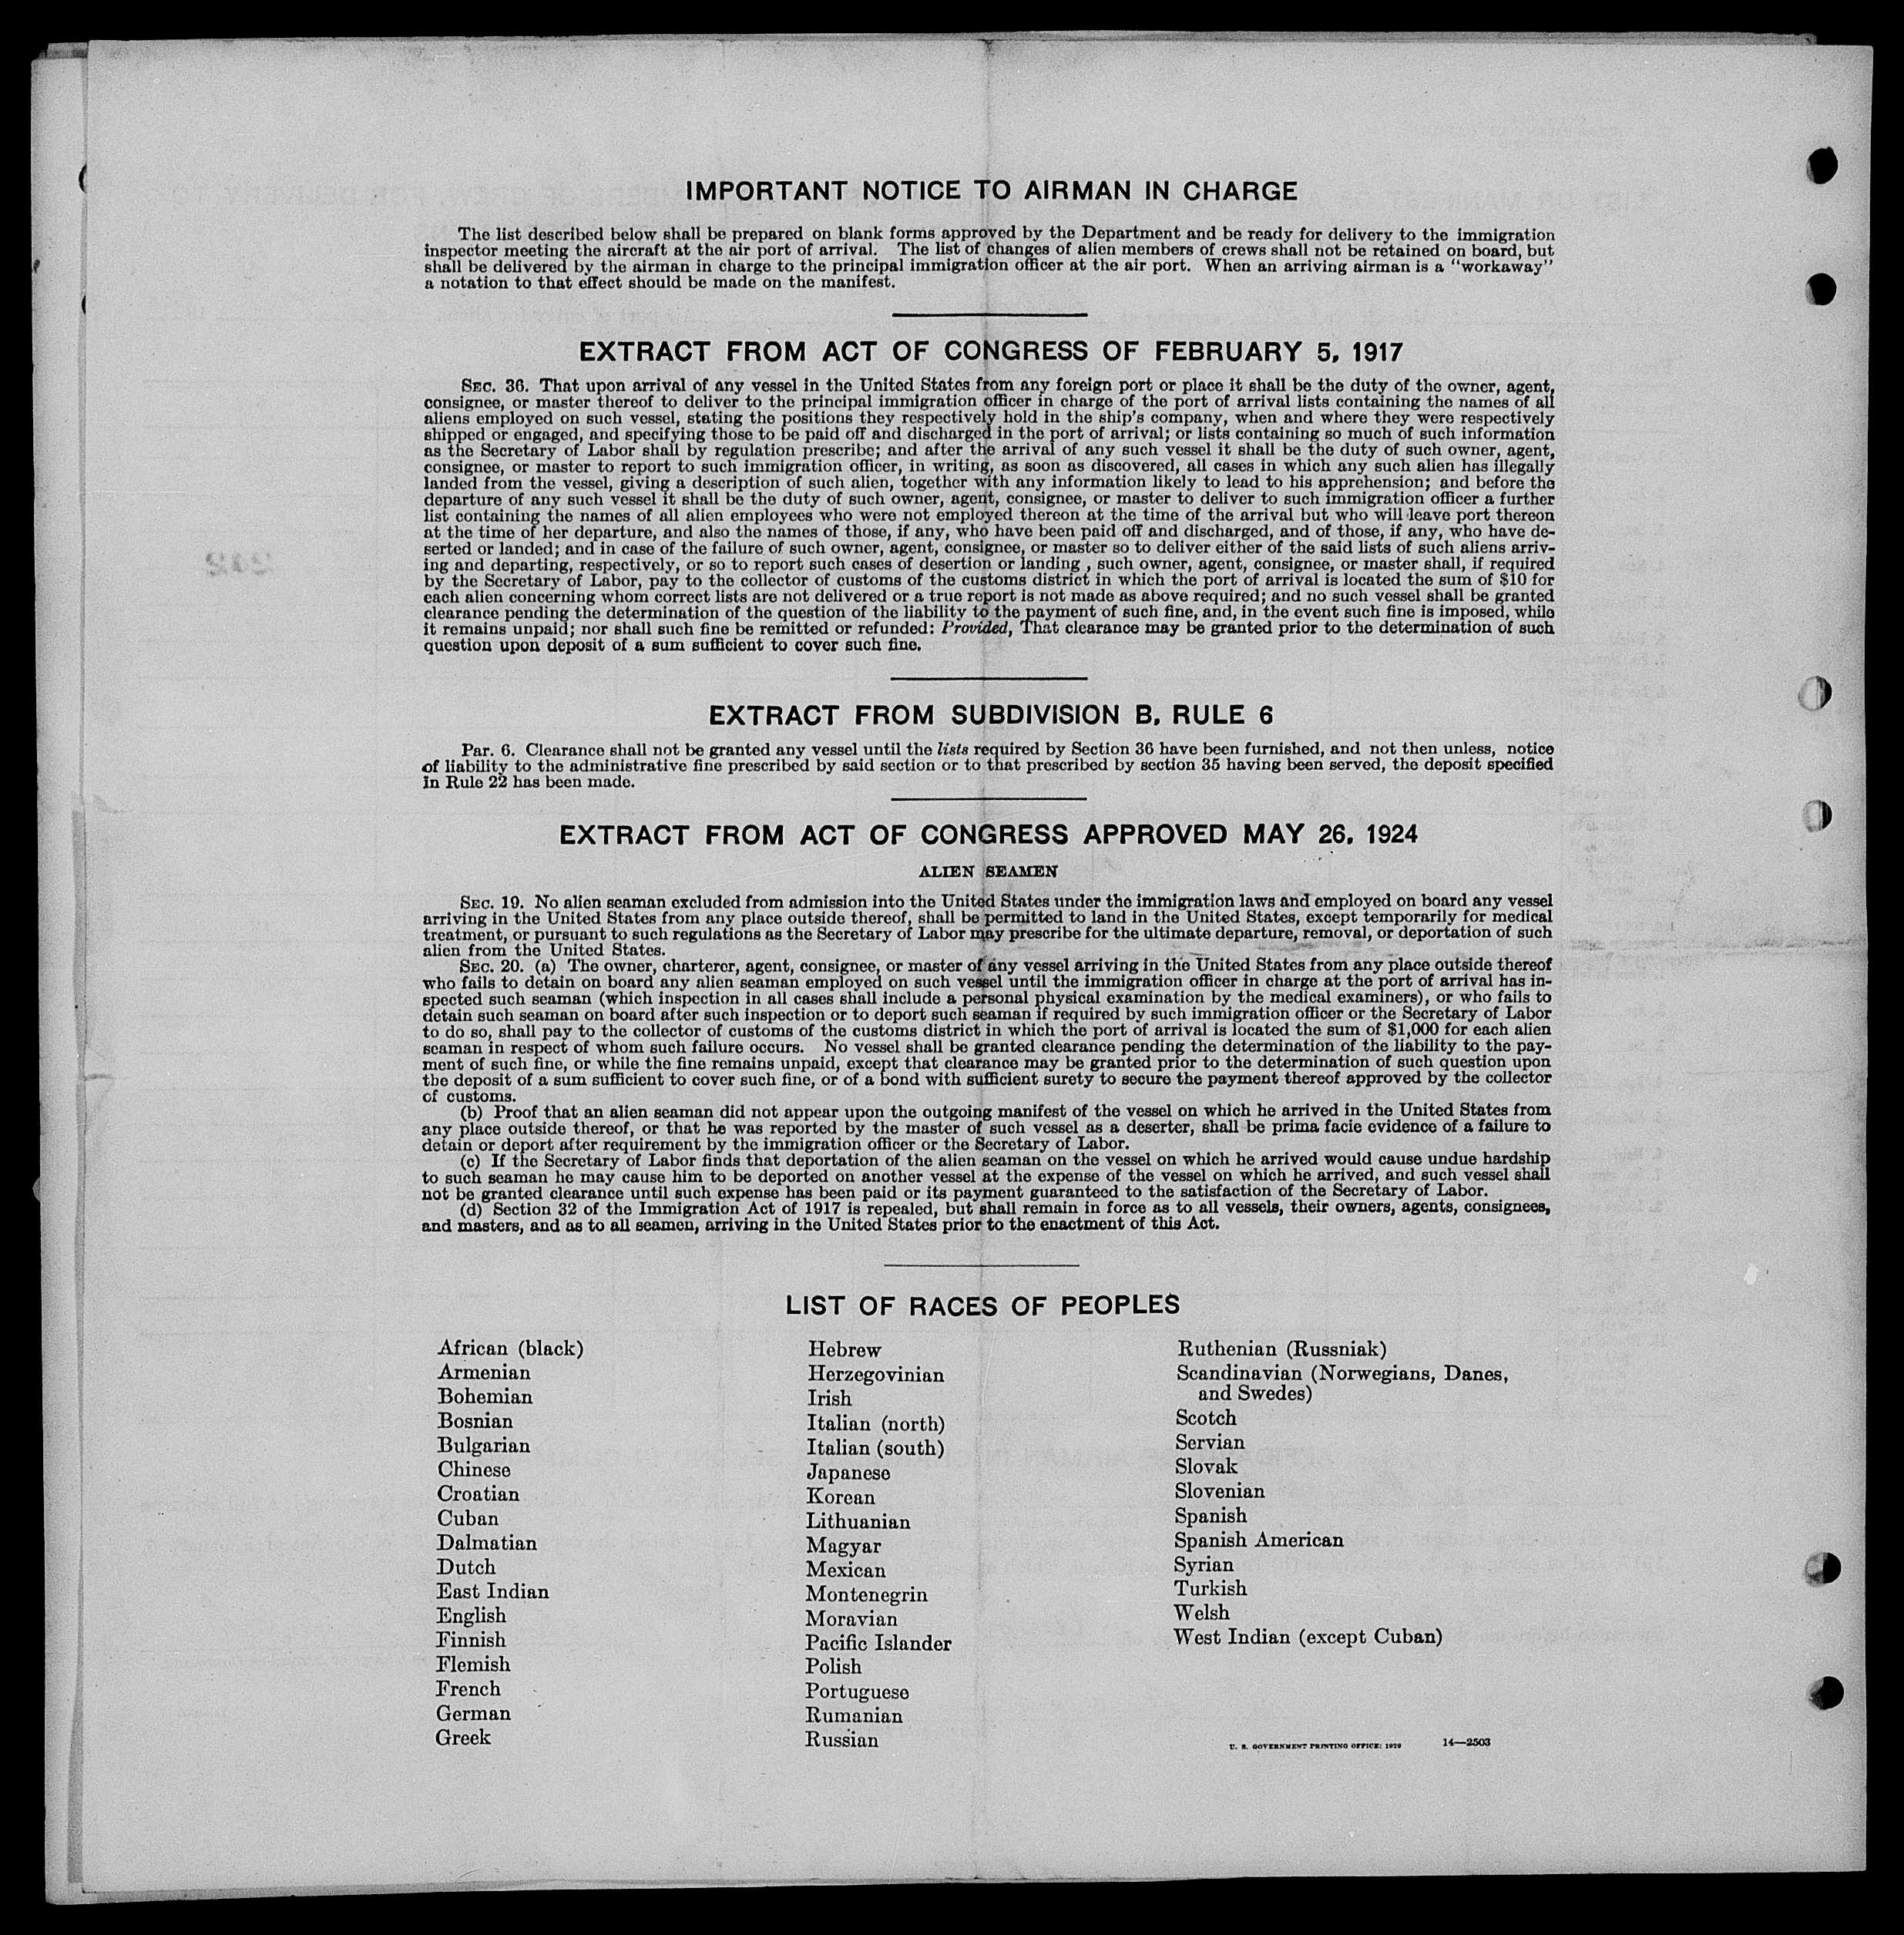 IMPORTANT NOTICE TO AIRMAN IN CHARGE
The list described below shall be prepared on blank forms approved by the Department and be ready for delivery to the immigration
inspector meeting the aircraft at the air port of arrival. The list of changes of alien members of crews shall not be retained on board, but
shall be delivered by the airman in charge to the principal immigration officer at the air port. When an arriving airman is a "workaway"
a notation to that effect should be made on the manifest.
EXTRACT FROM ACT OF CONGRESS OF FEBRUARY 5, 1917
SEC. 36. That upon arrival of any vessel in the United States from any foreign port or place it shall be the duty of the owner, agent,
consignee, or master thereof to deliver to the principal immigration officer in charge of the port of arrival lists containing the names of all
aliens employed on such vessel, stating the positions they respectively hold in the ship's company, when and where they were respectively
shipped or engaged, and specifying those to be paid off and discharged in the port of arrival; or lists containing so much of such information
as the Secretary of Labor shall by regulation prescribe; and after the arrival of any such vessel it shall be the duty of such owner, agent,
consignee, or master to report to such immigration officer, in writing, as soon as discovered, all cases in which any such alien has illegally
landed from the vessel, giving a description of such alien, together with any information likely to lead to his apprehension; and before the
departure of any such vessel it shall be the duty of such owner, agent, consignee, or master to deliver to such immigration officer a further
list containing the names of all alien employees who were not employed thereon at the time of the arrival but who will leave port thereon
at the time of her departure, and also the names of those, if any, who have been paid off and discharged, and of those, if any, who have de-
serted or landed; and in case of the failure of such owner, agent, consignee, or master so to deliver either of the said lists of such aliens arriv-
ing and departing, respectively, or so to report such cases of desertion or landing , such owner, agent, consignee, or master shall, if required
by the Secretary of Labor, pay to the collector of customs of the customs district in which the port of arrival is located the sum of $10 for
each alien concerning whom correct lists are not delivered or a true report is not made as above required; and no such vessel shall be granted
clearance pending the determination of the question of the liability to the payment of such fine, and, in the event such fine is imposed, while
it remains unpaid; nor shall such fine be remitted or refunded: Provided, That clearance may be granted prior to the determination of such
question upon deposit of a sum sufficient to cover such fine.
EXTRACT FROM SUBDIVISION B, RULE 6
Par. 6. Clearance shall not be granted any vessel until the lists required by Section 36 have been furnished, and not then unless, notice
of liability to the administrative fine prescribed by said section or to that prescribed by section 35 having been served, the deposit specified
in Rule 22 has been made.
EXTRACT FROM ACT OF CONGRESS APPROVED MAY 26, 1924
ALIEN SEAMEN
SEC. 19. No alien seaman excluded from admission into the United States under the immigration laws and employed on board any vessel
arriving in the United States from any place outside thereof, shall be permitted to land in the United States, except temporarily for medical
treatment, or pursuant to such regulations as the Secretary of Labor may prescribe for the ultimate departure, removal, or deportation of such
alien from the United States.
SEC. 20. (a) The owner, charterer, agent, consignee, or master of any vessel arriving in the United States from any place outside thereof
who fails to detain on board any alien seaman employed on such vessel until the immigration officer in charge at the port of arrival has in-
spected such seaman (which inspection in all cases shall include a personal physical examination by the medical examiners), or who fails to
detain such seaman on board after such inspection or to deport such seaman if required by such immigration officer or the Secretary of Labor
to do so, shall pay to the collector of customs of the customs district in which the port of arrival is located the sum of $1,000 for each alien
seaman in respect of whom such failure occurs. No vessel shall be granted clearance pending the determination of the liability to the pay-
ment of such fine, or while the fine remains unpaid, except that clearance may be granted prior to the determination of such question upon
the deposit of a sum sufficient to cover such fine, or of a bond with sufficient surety to secure the payment thereof approved by the collector
of customs.
(b) Proof that an alien seaman did not appear upon the outgoing manifest of the vessel on which he arrived in the United States from
any place outside thereof, or that he was reported by the master of such vessel as a deserter, shall be prima facie evidence of a failure to
detain or deport after requirement by the immigration officer or the Secretary of Labor.
(c) If the Secretary of Labor finds that deportation of the alien seaman on the vessel on which he arrived would cause undue hardship
to such seaman he may cause him to be deported on another vessel at the expense of the vessel on which he arrived, and such vessel shall
not be granted clearance until such expense has been paid or its payment guaranteed to the satisfaction of the Secretary of Labor.
(d) Section 32 of the Immigration Act of 1917 is repealed, but shall remain in force as to all vessels, their owners, agents, consignees,
and masters, and as to all seamen, arriving in the United States prior to the enactment of this Act.
LIST OF RACES OF PEOPLES
African (black)
Armenian
Bohemian
Bosnian
Bulgarian
Chinese
Croatian
Cuban
Dalmatian
Dutch
East Indian
English
Finnish
Flemish
French
German
Greek
Hebrew
Herzegovinian
Irish
Italian (north)
Italian (south)
Japanese
Korean
Lithuanian
Magyar
Mexican
Montenegrin
Moravian
Pacific Islander
Polish
Portuguese
Rumanian
Russian
Ruthenian (Russniak)
Scandinavian (Norwegians, Danes,
and Swedes)
Scotch
Servian
Slovak
Slovenian
Spanish
Spanish American
Syrian
Turkish
Welsh
West Indian (except Cuban)
U. S. GOVERNMENT PRINTING OFFICE: 1929 14—2503